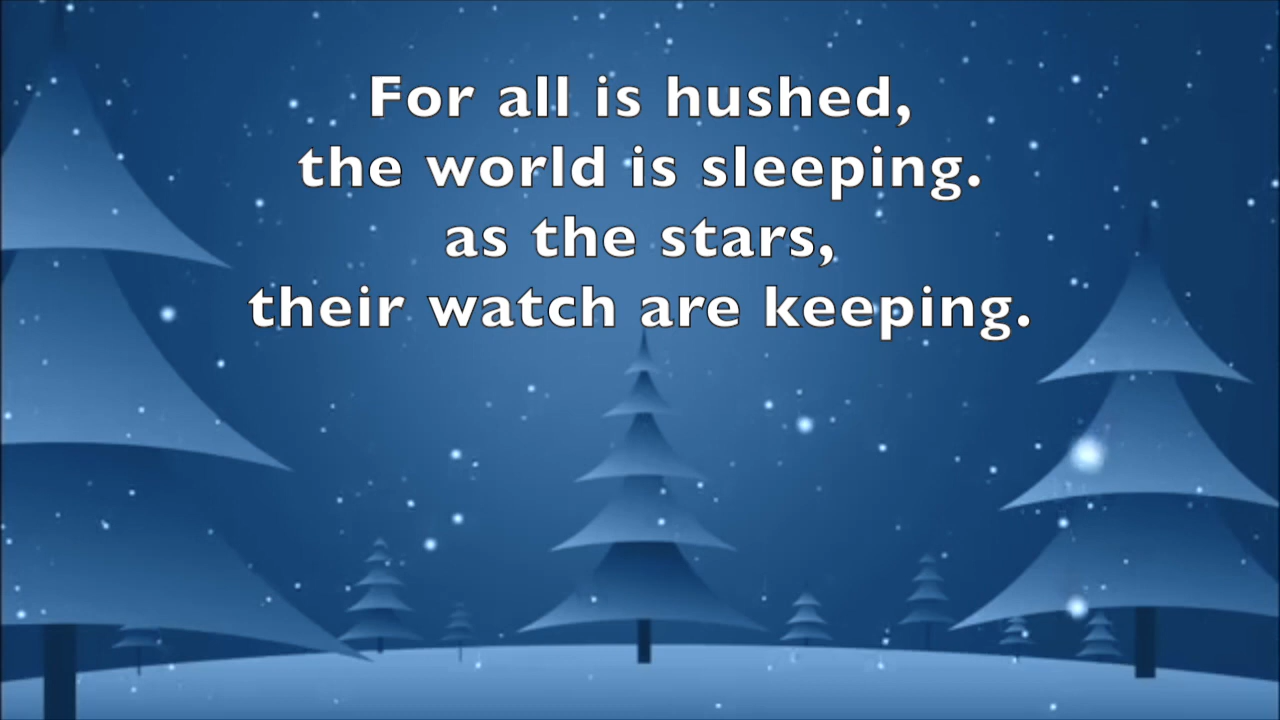 For all is hushed,
the world is sleeping.
as the stars,
their watch are keeping.